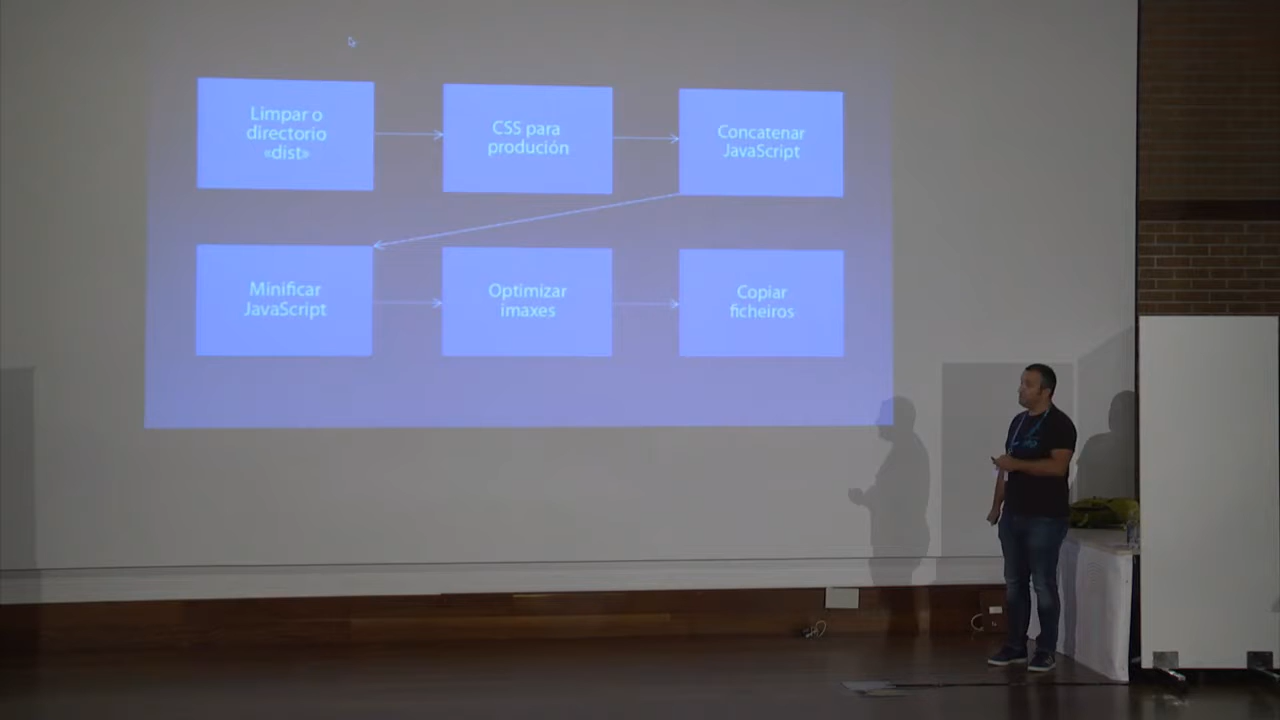 Limpar o
directorio
«dist»
CSS para
produción
Concatenar
JavaScript
Minificar
JavaScript
Optimizar
imaxes
Copiar
ficheiros